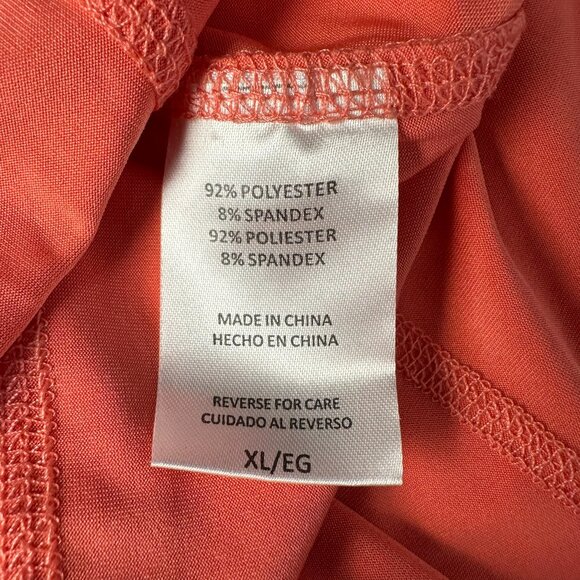 92% POLYESTER
8% SPANDEX
92% POLIESTER
8% SPANDEX
MADE IN CHINA
HECHO EN CHINA
REVERSE FOR CARE
CUIDADO AL REVERSO
XL/EG